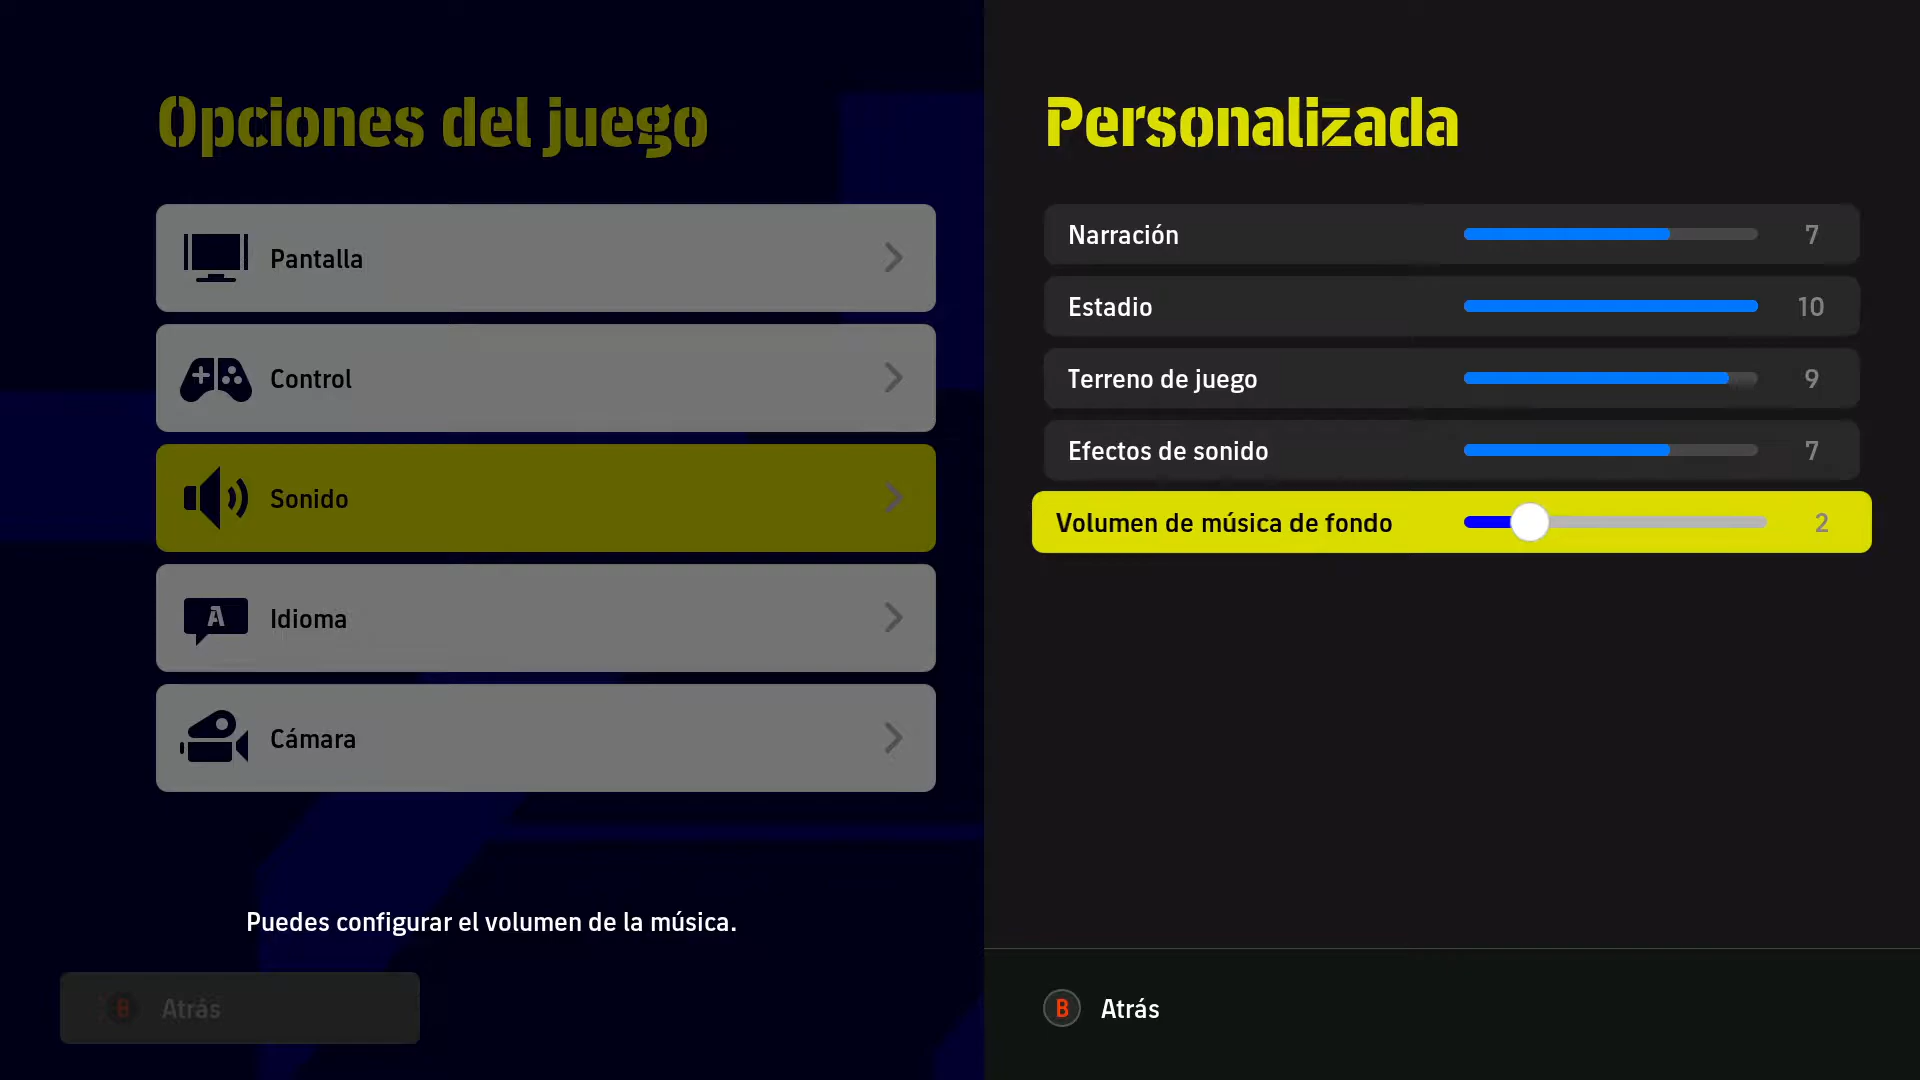 Opciones del juego
Pantalla
Control
Sonido
A
Idioma
Cámara
Puedes configurar el volumen de la música.
B Atrás
Personalizada
Narración 7
Estadio 10
Terreno de juego 9
Efectos de sonido 7
Volumen de música de fondo 2
B Atrás